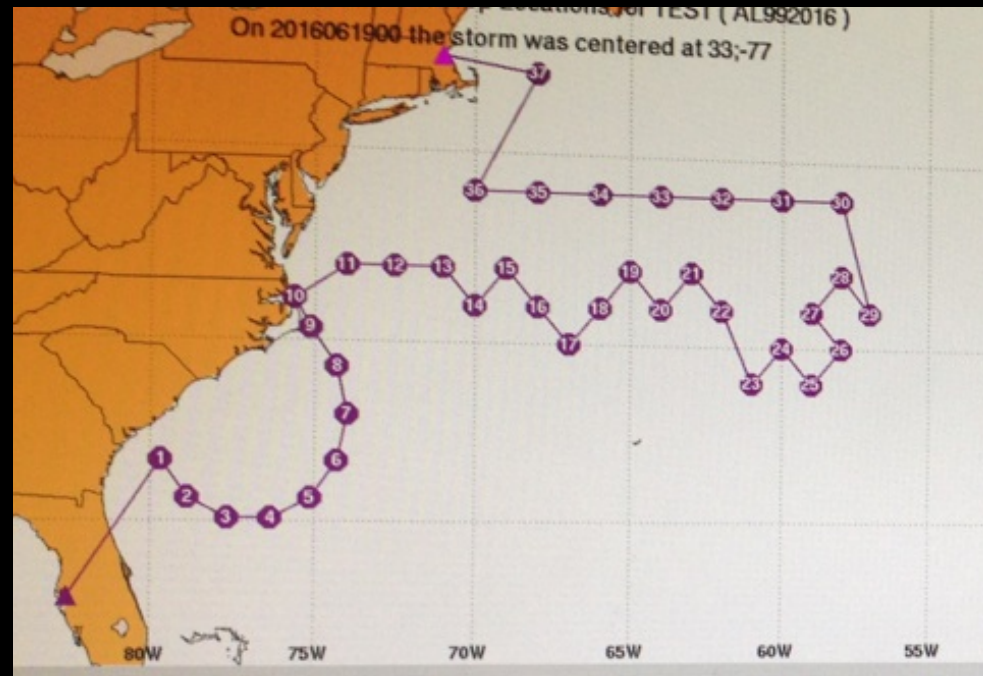 Locations for TEST ( AL992016 )
On 2016061900 the storm was centered at 33;-77
37
36 35 34 33 32 31 30
11 12 13 15 19 21 28
10 14 16 18 20 22 27 29
9
17 24 26
8
23 25
7
1 6
2 5
3 4
80W 75W 70W 65W 60W 55W